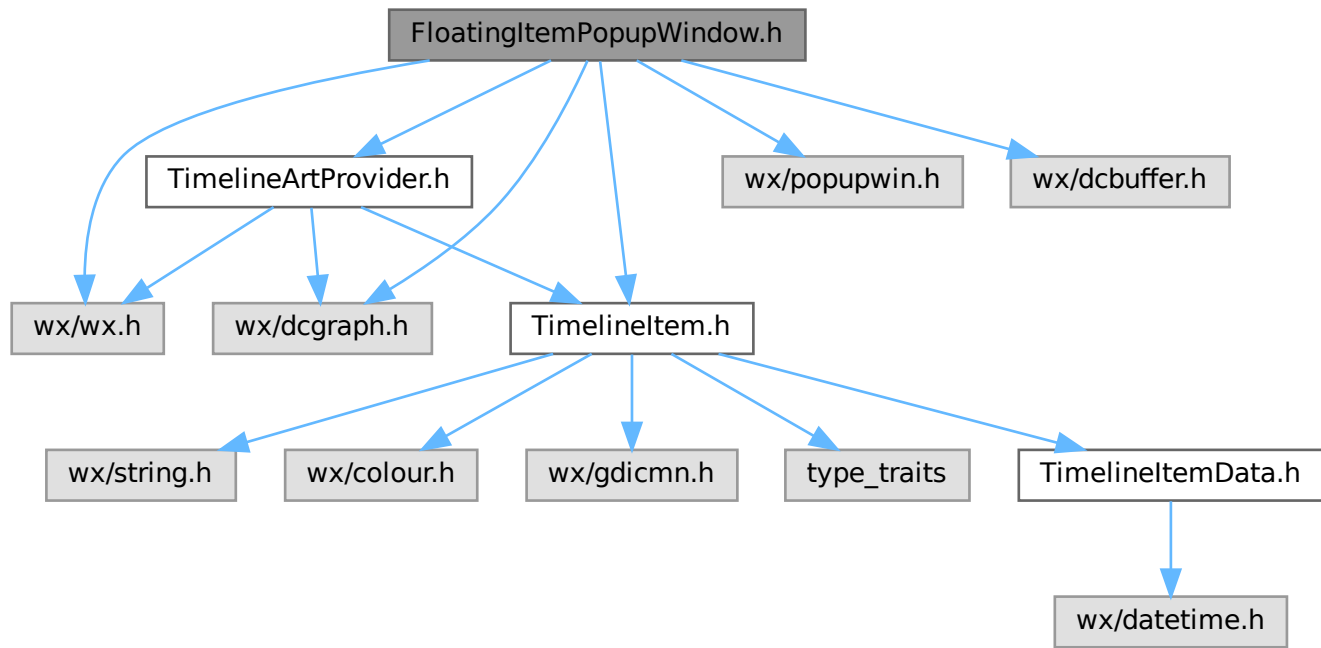 FloatingItemPopupWindow.h
TimelineArtProvider.h
wx/popupwin.h
wx/dcbuffer.h
wx/wx.h
wx/dcgraph.h
TimelineItem.h
wx/string.h
wx/colour.h
wx/gdicmn.h
type_traits
TimelineItemData.h
wx/datetime.h